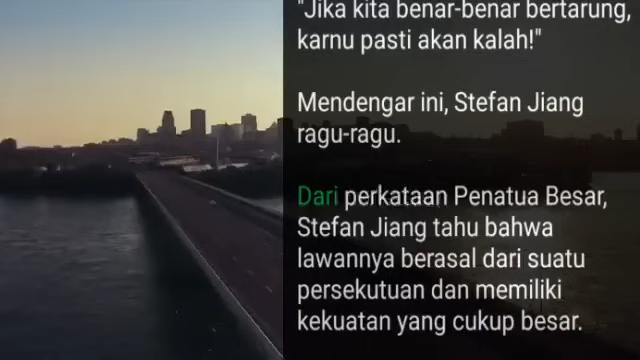 "Jika kita benar-benar bertarung,
karnu pasti akan kalah!"
Mendengar ini, Stefan Jiang
ragu-ragu.
Dari perkataan Penatua Besar,
Stefan Jiang tahu bahwa
lawannya berasal dari suatu
persekutuan dan memiliki
kekuatan yang cukup besar.